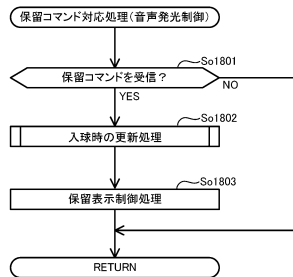 保留コマンド対応処理(音声発光制御)
So1801
保留コマンドを受信？
NO
YES
So1802
入球時の更新処理
So1803
保留表示制御処理
RETURN